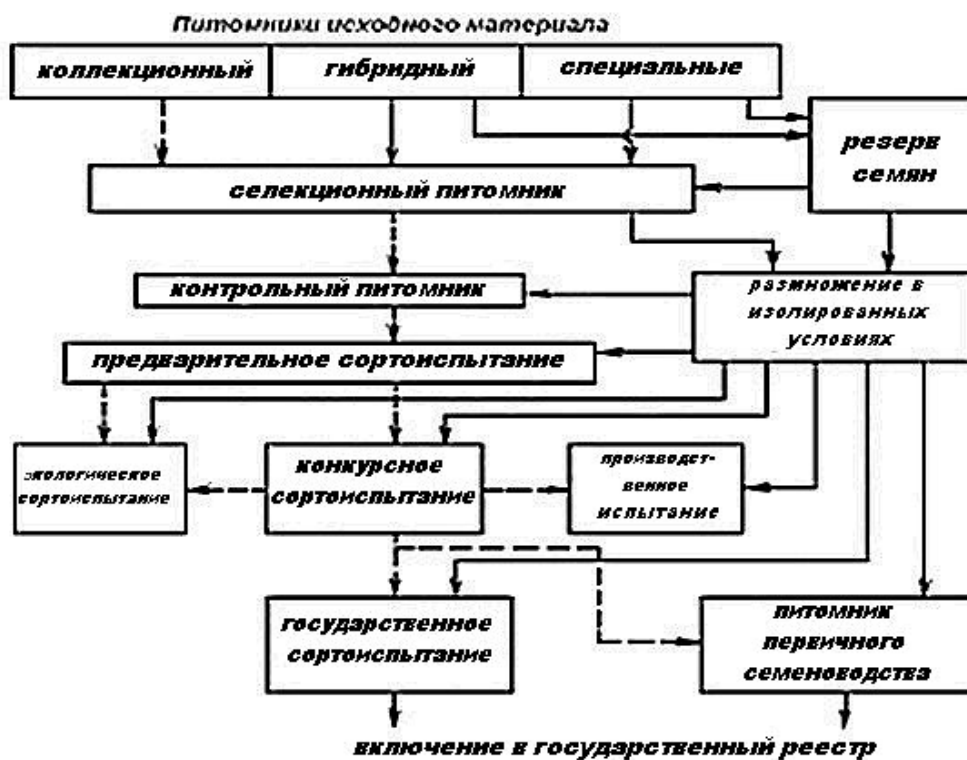 Питомники исходного материала
коллекционный
гибридный
специальные
резерв
семян
селекционный питомник
контрольный питомник
размножение в
изолированных
условиях
предварительное сортоиспытание
экологическое
сортоиспытание
конкурсное
сортоиспытание
производст-
венное
испытание
государственное
сортоиспытание
питомник
первичного
семеноводства
включение в государственный реестр